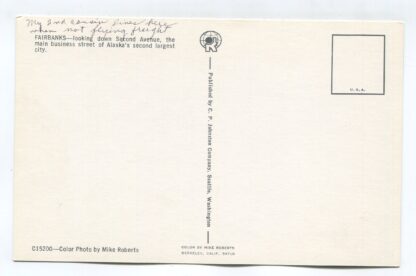 My 2nd cousin lives here
when not flying freight
FAIRBANKS—looking down Second Avenue, the
main business street of Alaska's second largest
city.
Published by C. P. Johnston Company, Seattle, Washington
U.S.A.
C15200—Color Photo by Mike Roberts
COLOR BY MIKE ROBERTS
BERKELEY, CALIF. 94710